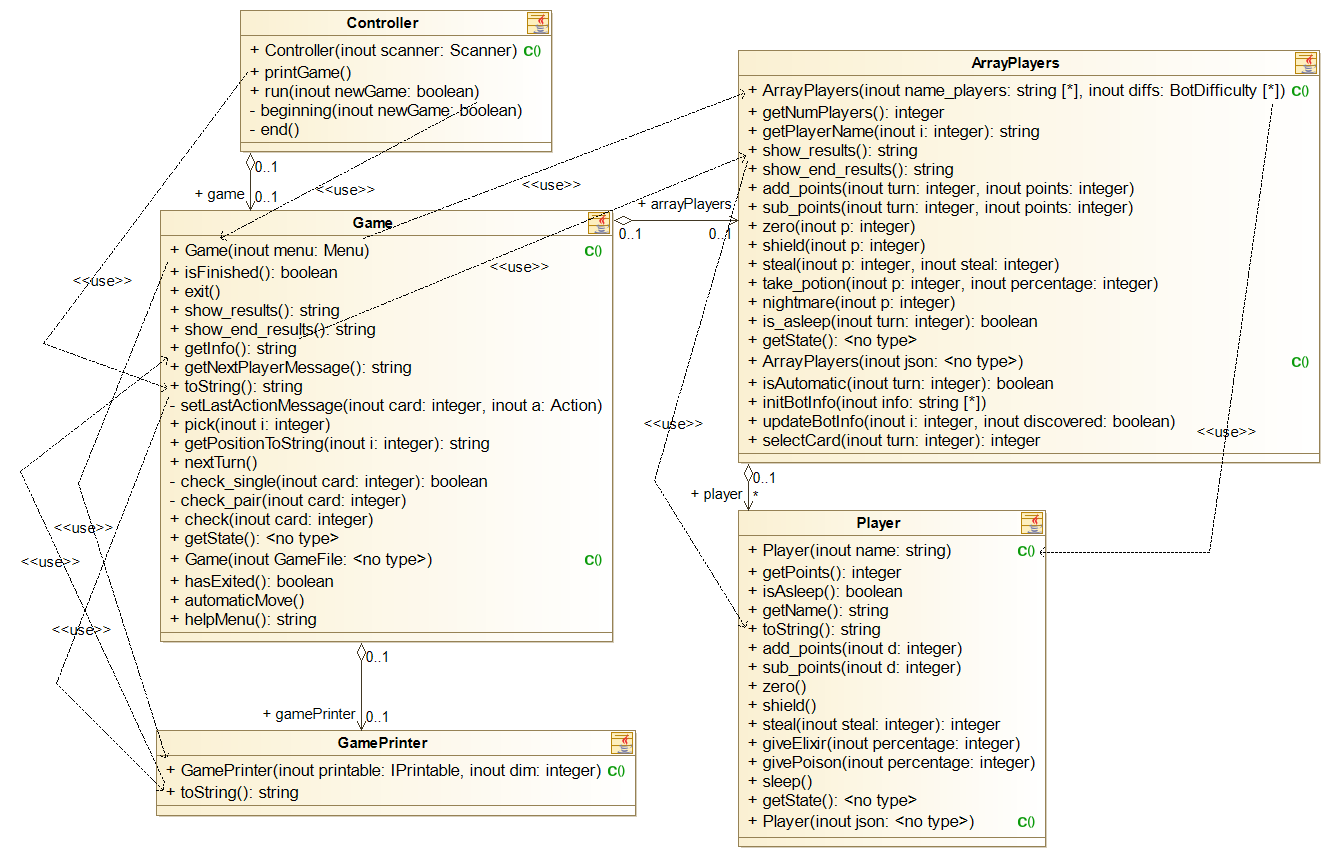 Controller
+ Controller(inout scanner: Scanner) C()
+ printGame()
+ run(inout newGame: boolean)
- beginning(inout newGame: boolean)
- end()
0..1
+ game
0..1
<<use>>
<<use>>
<<use>>
<<use>>
Game
+ Game(inout menu: Menu) C()
+ isFinished(): boolean
+ exit()
+ show_results(): string
+ show_end_results(): string
+ getInfo(): string
+ getNextPlayerMessage(): string
+ toString(): string
- setLastActionMessage(inout card: integer, inout a: Action)
+ pick(inout i: integer)
+ getPositionToString(inout i: integer): string
+ nextTurn()
- check_single(inout card: integer): boolean
- check_pair(inout card: integer)
+ check(inout card: integer)
+ getState(): <no type>
+ Game(inout GameFile: <no type>) C()
+ hasExited(): boolean
+ automaticMove()
+ helpMenu(): string
<<use>>
<<use>>
<<use>>
0..1
+ gamePrinter
0..1
GamePrinter
+ GamePrinter(inout printable: IPrintable, inout dim: integer) C()
+ toString(): string
+ arrayPlayers
0..1
0..1
ArrayPlayers
+ ArrayPlayers(inout name_players: string [*], inout diffs: BotDifficulty [*]) C()
+ getNumPlayers(): integer
+ getPlayerName(inout i: integer): string
+ show_results(): string
+ show_end_results(): string
+ add_points(inout turn: integer, inout points: integer)
+ sub_points(inout turn: integer, inout points: integer)
+ zero(inout p: integer)
+ shield(inout p: integer)
+ steal(inout p: integer, inout steal: integer)
+ take_potion(inout p: integer, inout percentage: integer)
+ nightmare(inout p: integer)
+ is_asleep(inout turn: integer): boolean
+ getState(): <no type>
+ ArrayPlayers(inout json: <no type>) C()
+ isAutomatic(inout turn: integer): boolean
+ initBotInfo(inout info: string [*])
+ updateBotInfo(inout i: integer, inout discovered: boolean)
+ selectCard(inout turn: integer): integer
<<use>>
<<use>>
0..1
+ player
*
Player
+ Player(inout name: string) C()
+ getPoints(): integer
+ isAsleep(): boolean
+ getName(): string
+ toString(): string
+ add_points(inout d: integer)
+ sub_points(inout d: integer)
+ zero()
+ shield()
+ steal(inout steal: integer): integer
+ giveElixir(inout percentage: integer)
+ givePoison(inout percentage: integer)
+ sleep()
+ getState(): <no type>
+ Player(inout json: <no type>) C()